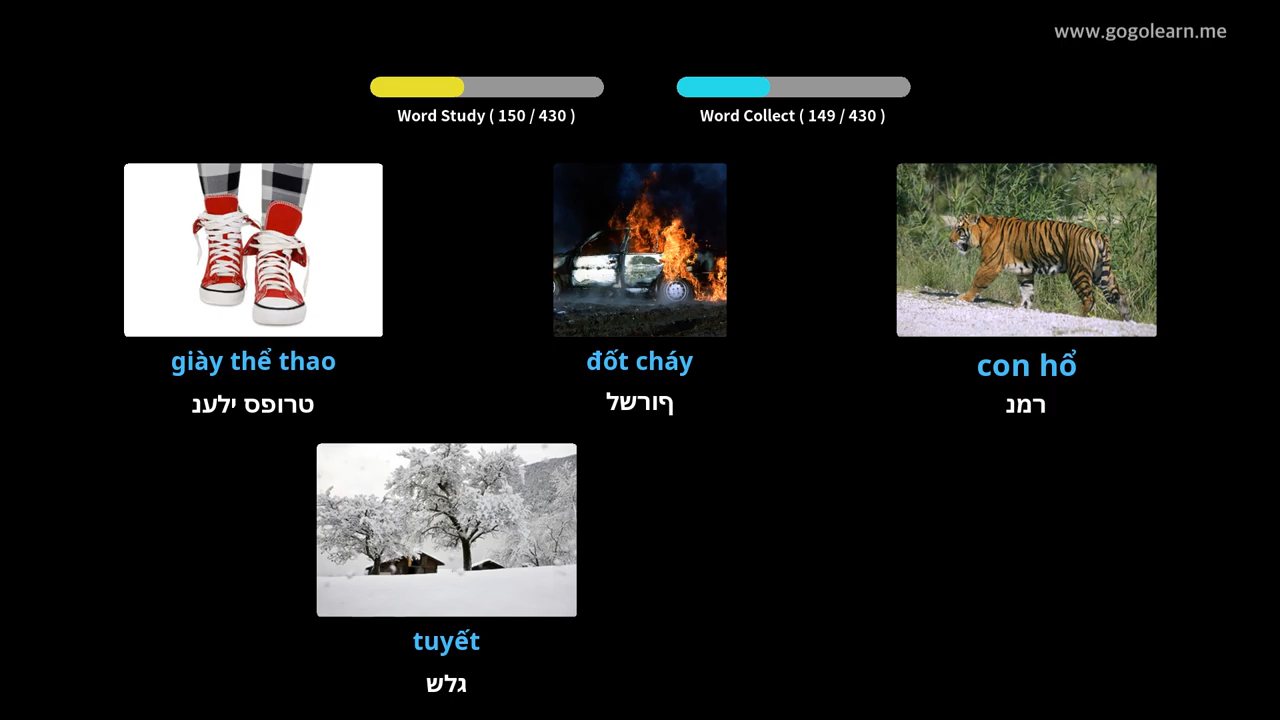 www.gogolearn.me
Word Study ( 150 / 430 )
Word Collect ( 149 / 430 )
giày thể thao
טרופס ילענ
đốt cháy
ףורשל
con hổ
רמנ
tuyết
גלש